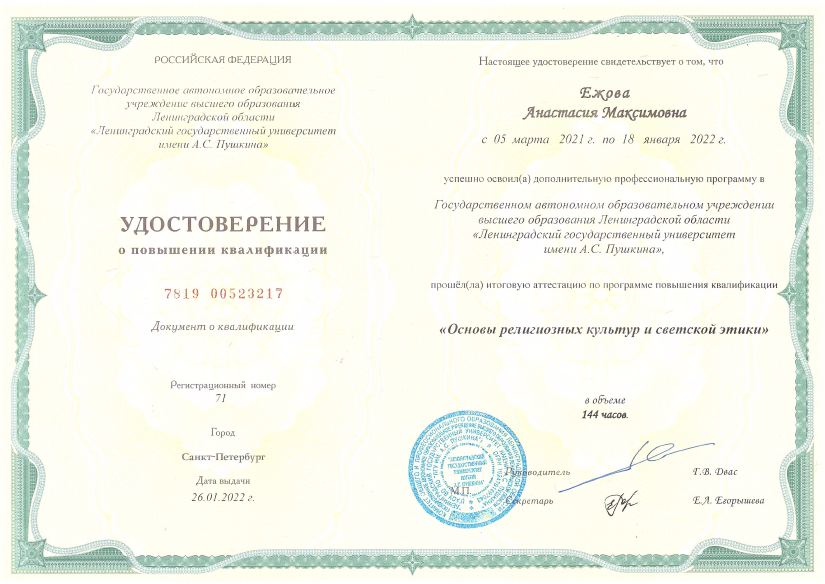 РОССИЙСКАЯ ФЕДЕРАЦИЯ
Государственное автономное образовательное
учреждение высшего образования
Ленинградской области
«Ленинградский государственный университет
имени А.С. Пушкина»
УДОСТОВЕРЕНИЕ
о повышении квалификации
7819 00523217
Документ о квалификации
Регистрационный номер
71
Город
Санкт-Петербург
Дата выдачи
26.01.2022 г.
Настоящее удостоверение свидетельствует о том, что
Ежова
Анастасия Максимовна
с 05 марта 2021 г. по 18 января 2022 г.
успешно освоил(а) дополнительную профессиональную программу в
Государственном автономном образовательном учреждении
высшего образования Ленинградской области
«Ленинградский государственный университет
имени А.С. Пушкина»,
прошёл(ла) итоговую аттестацию по программе повышения квалификации
«Основы религиозных культур и светской этики»
в объеме
144 часов.
Руководитель
Г.В. Двас
М.П.
Секретарь
Е.Л. Егорышева